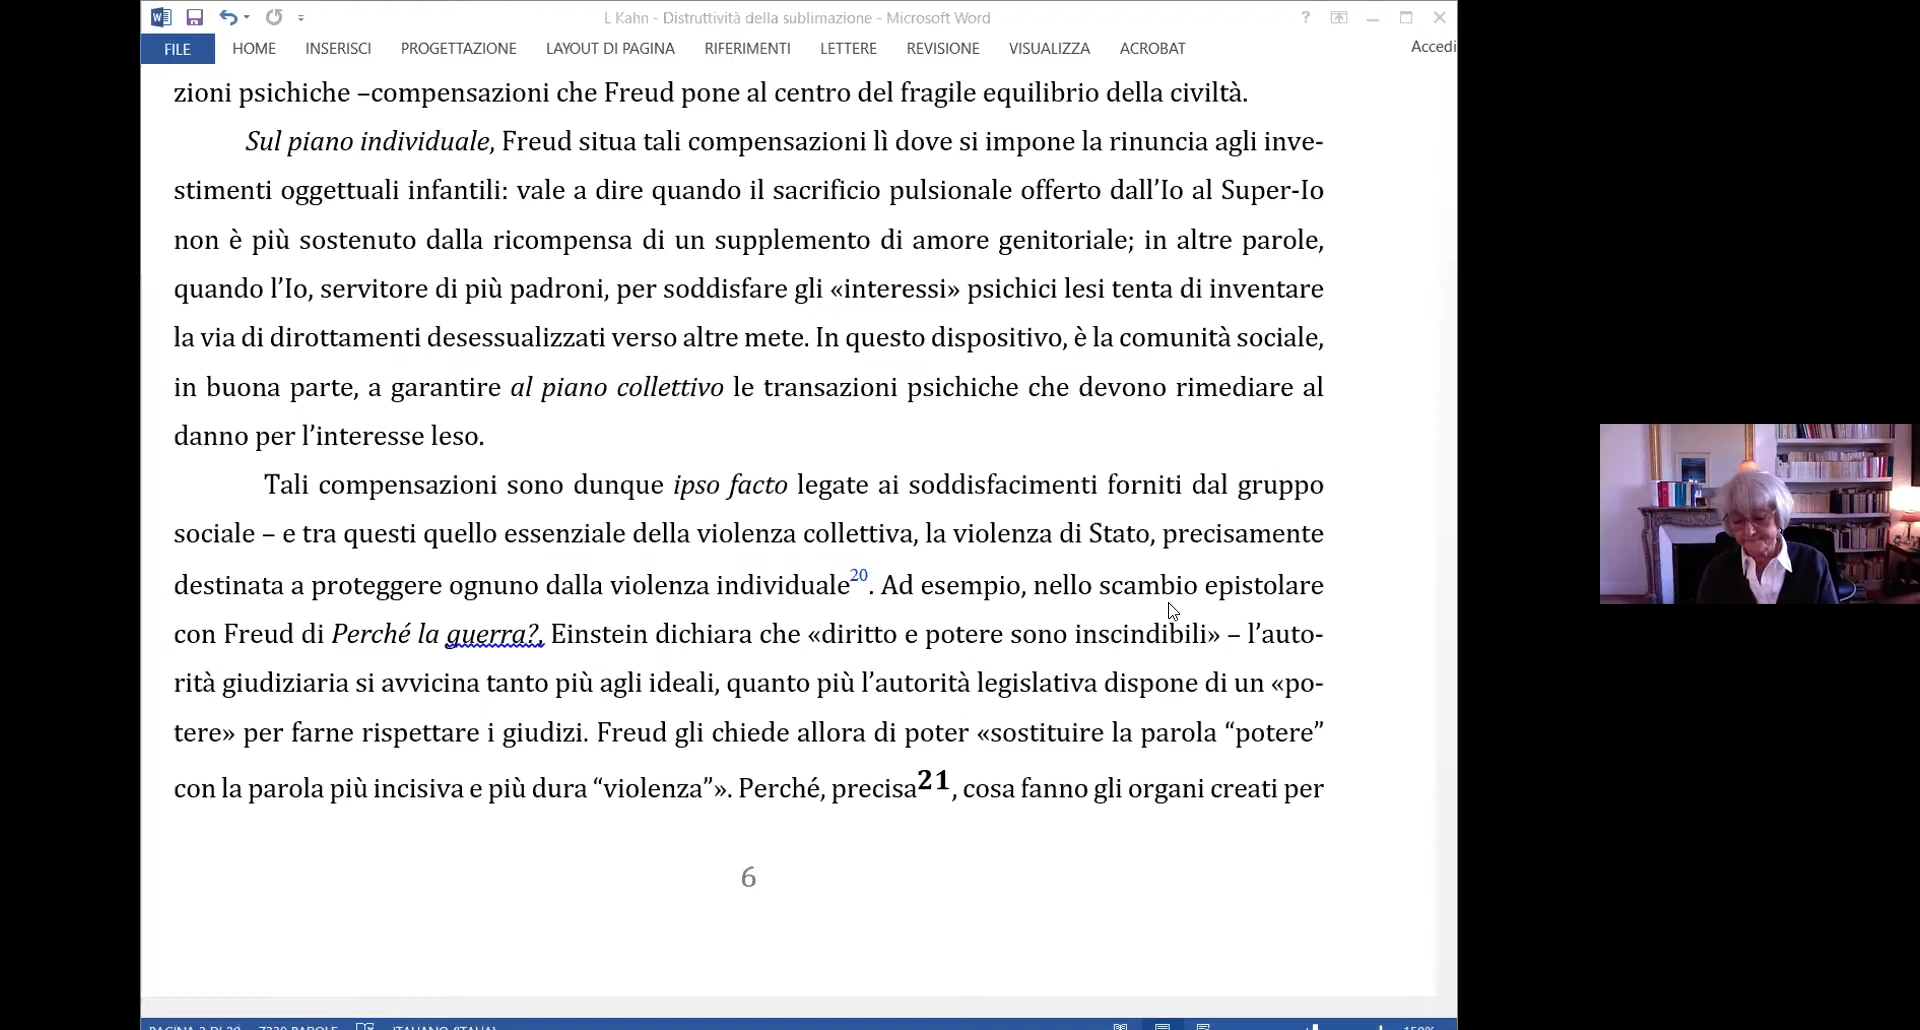 L Kahn - Distruttività della sublimazione - Microsoft Word
FILE HOME INSERISCI PROGETTAZIONE LAYOUT DI PAGINA RIFERIMENTI LETTERE REVISIONE VISUALIZZA ACROBAT Accedi
zioni psichiche –compensazioni che Freud pone al centro del fragile equilibrio della civiltà.
Sul piano individuale, Freud situa tali compensazioni lì dove si impone la rinuncia agli inve-
stimenti oggettuali infantili: vale a dire quando il sacrificio pulsionale offerto dall’Io al Super-Io
non è più sostenuto dalla ricompensa di un supplemento di amore genitoriale; in altre parole,
quando l’Io, servitore di più padroni, per soddisfare gli «interessi» psichici lesi tenta di inventare
la via di dirottamenti desessualizzati verso altre mete. In questo dispositivo, è la comunità sociale,
in buona parte, a garantire al piano collettivo le transazioni psichiche che devono rimediare al
danno per l’interesse leso.
Tali compensazioni sono dunque ipso facto legate ai soddisfacimenti forniti dal gruppo
sociale – e tra questi quello essenziale della violenza collettiva, la violenza di Stato, precisamente
destinata a proteggere ognuno dalla violenza individuale20. Ad esempio, nello scambio epistolare
con Freud di Perché la guerra?, Einstein dichiara che «diritto e potere sono inscindibili» – l’auto-
rità giudiziaria si avvicina tanto più agli ideali, quanto più l’autorità legislativa dispone di un «po-
tere» per farne rispettare i giudizi. Freud gli chiede allora di poter «sostituire la parola “potere”
con la parola più incisiva e più dura “violenza”». Perché, precisa21, cosa fanno gli organi creati per
6